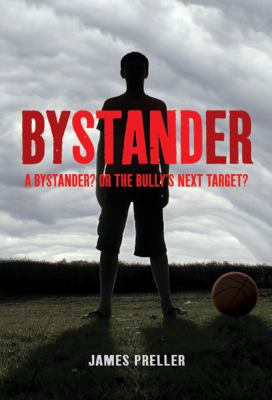 BYSTANDER
A BYSTANDER? OR THE BULLY'S NEXT TARGET?
JAMES PRELLER